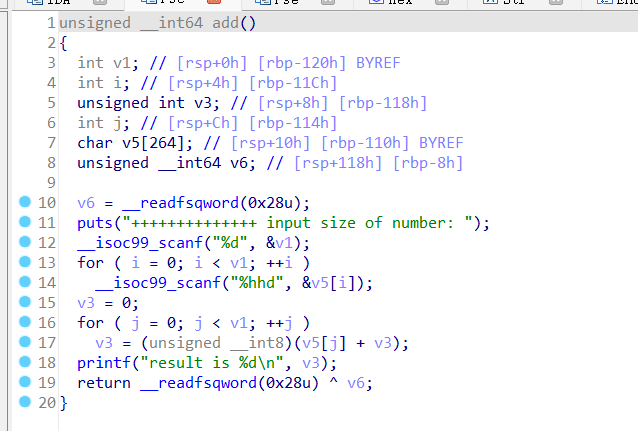 IDA
Hex
1 unsigned __int64 add()
2 {
3   int v1; // [rsp+0h] [rbp-120h] BYREF
4   int i; // [rsp+4h] [rbp-11Ch]
5   unsigned int v3; // [rsp+8h] [rbp-118h]
6   int j; // [rsp+Ch] [rbp-114h]
7   char v5[264]; // [rsp+10h] [rbp-110h] BYREF
8   unsigned __int64 v6; // [rsp+118h] [rbp-8h]
9
10   v6 = __readfsqword(0x28u);
11   puts("++++++++++++++ input size of number: ");
12   __isoc99_scanf("%d", &v1);
13   for ( i = 0; i < v1; ++i )
14     __isoc99_scanf("%hhd", &v5[i]);
15   v3 = 0;
16   for ( j = 0; j < v1; ++j )
17     v3 = (unsigned __int8)(v5[j] + v3);
18   printf("result is %d\n", v3);
19   return __readfsqword(0x28u) ^ v6;
20 }